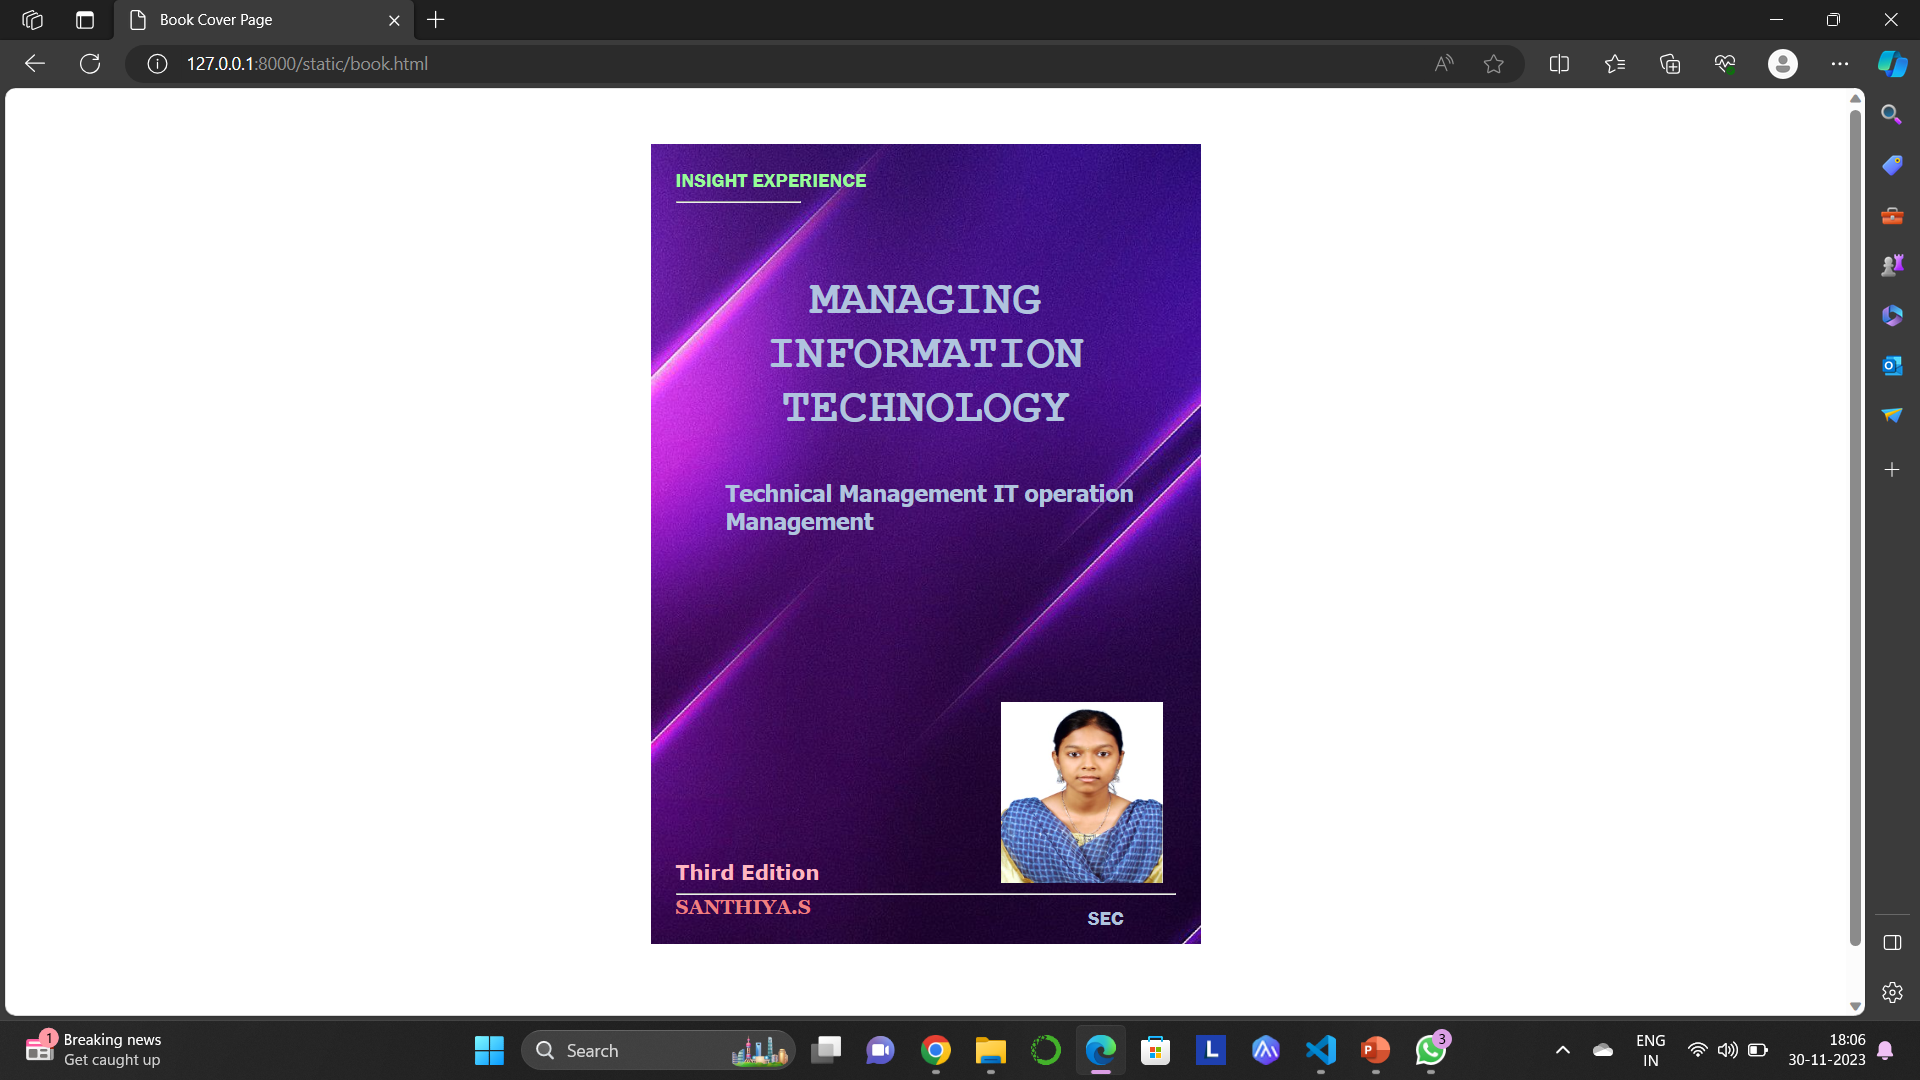 Book Cover Page
127.0.0.1:8000/static/book.html
INSIGHT EXPERIENCE
MANAGING
INFORMATION
TECHNOLOGY
Technical Management IT operation
Management
Third Edition
SANTHIYA.S
SEC
1
Breaking news
Get caught up
Search
L
P
3
ENG
IN
18:06
30-11-2023